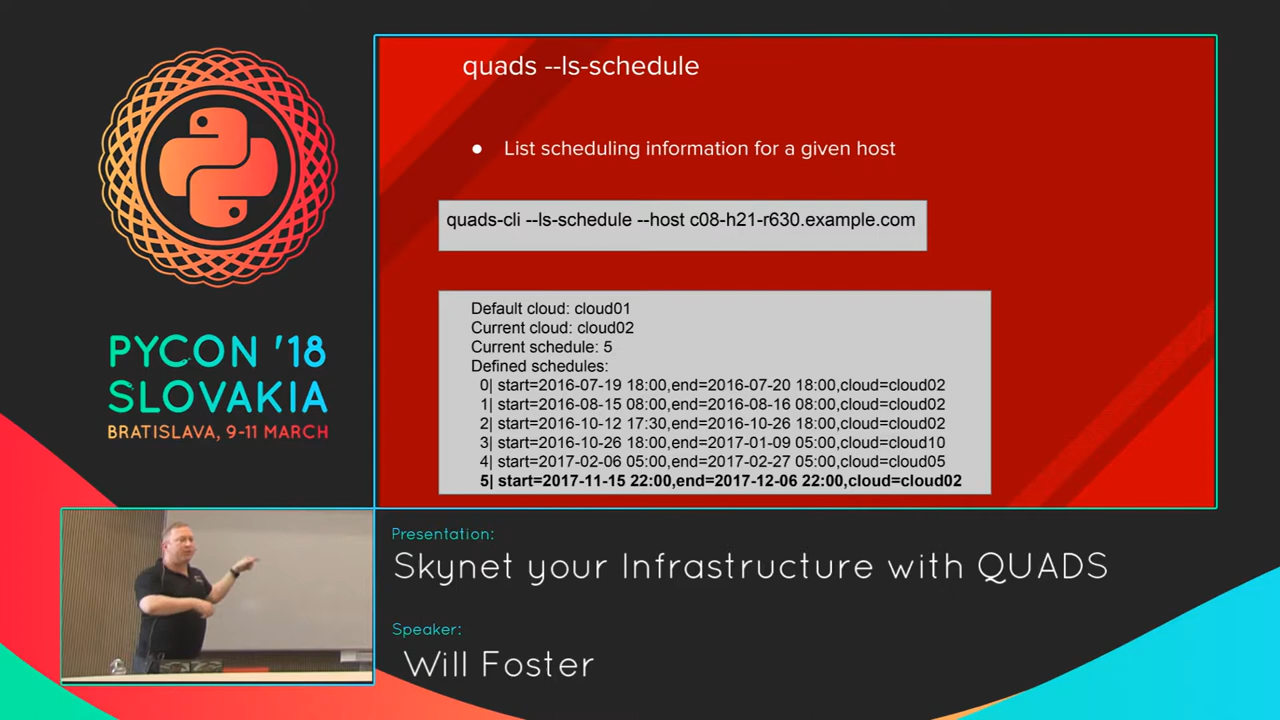 quads --ls-schedule
● List scheduling information for a given host
quads-cli --ls-schedule --host c08-h21-r630.example.com
Default cloud: cloud01
Current cloud: cloud02
Current schedule: 5
Defined schedules:
0| start=2016-07-19 18:00,end=2016-07-20 18:00,cloud=cloud02
1| start=2016-08-15 08:00,end=2016-08-16 08:00,cloud=cloud02
2| start=2016-10-12 17:30,end=2016-10-26 18:00,cloud=cloud02
3| start=2016-10-26 18:00,end=2017-01-09 05:00,cloud=cloud10
4| start=2017-02-06 05:00,end=2017-02-27 05:00,cloud=cloud05
5| start=2017-11-15 22:00,end=2017-12-06 22:00,cloud=cloud02
PYCON '18
SLOVAKIA
BRATISLAVA, 9-11 MARCH
Presentation:
Skynet your Infrastructure with QUADS
Speaker:
Will Foster